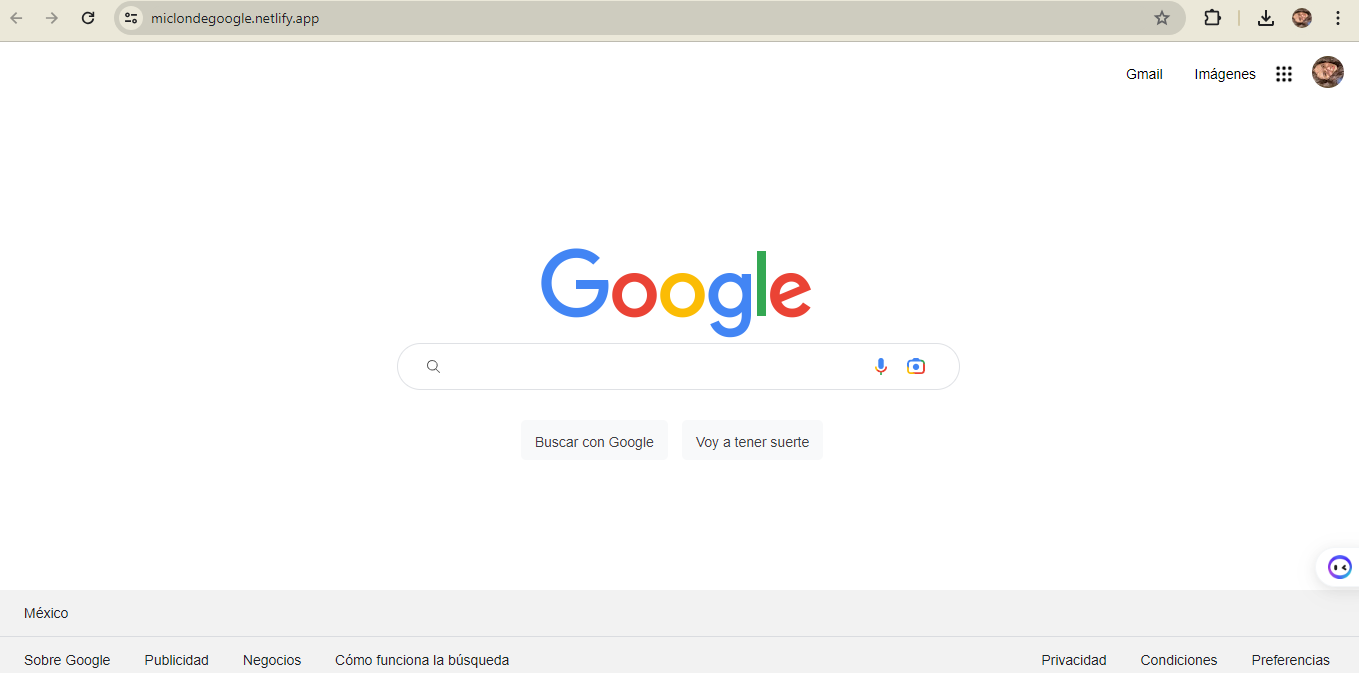 miclondegoogle.netlify.app
Gmail Imágenes
Google
Buscar con Google Voy a tener suerte
México
Sobre Google Publicidad Negocios Cómo funciona la búsqueda Privacidad Condiciones Preferencias